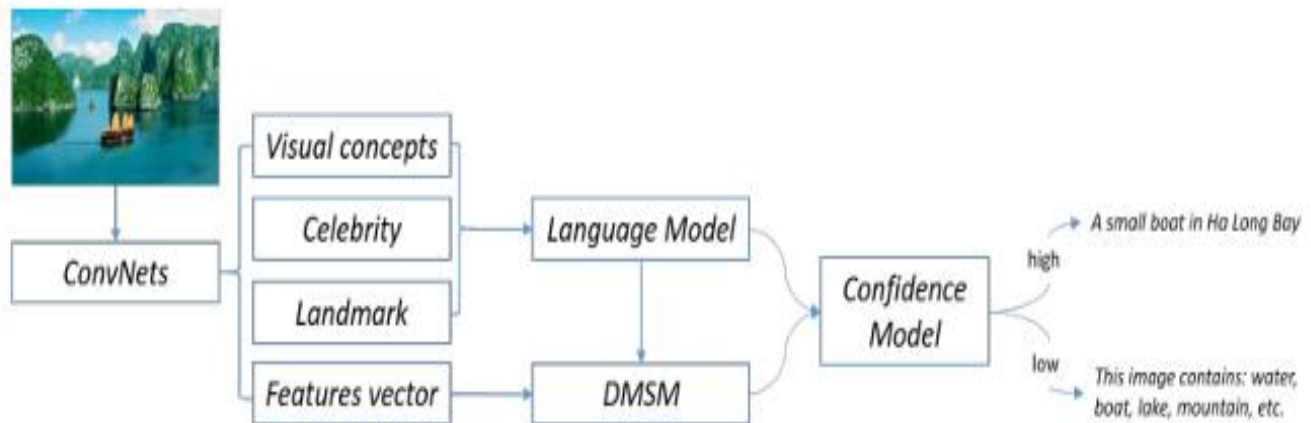 Visual concepts
Celebrity
Landmark
Features vector
ConvNets
Language Model
DMSM
Confidence
Model
high
low
A small boat in Ha Long Bay
This image contains: water,
boat, lake, mountain, etc.